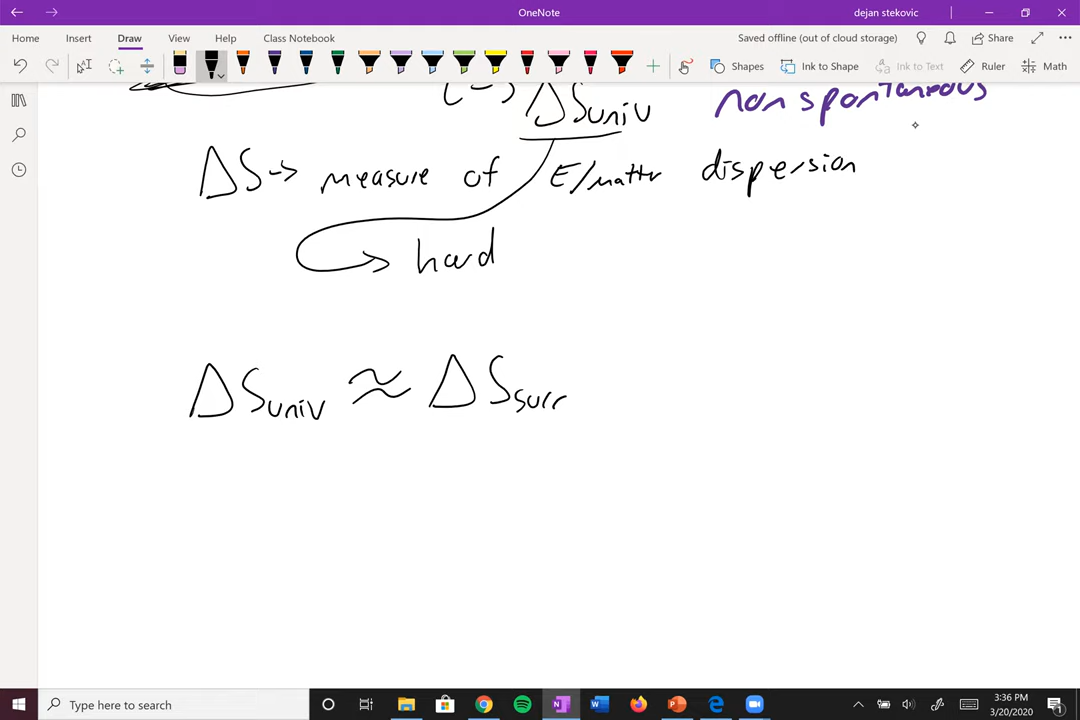 OneNote
dejan stekovic
Home Insert Draw View Help Class Notebook
Saved offline (out of cloud storage) Share
Shapes Ink to Shape Ink to Text Ruler Math
(-) ΔSuniv nonspontaneous
ΔS→ measure of E/matter dispersion
→ hard
ΔSuniv ≈ ΔSsurr
Type here to search
3:36 PM
3/20/2020
1